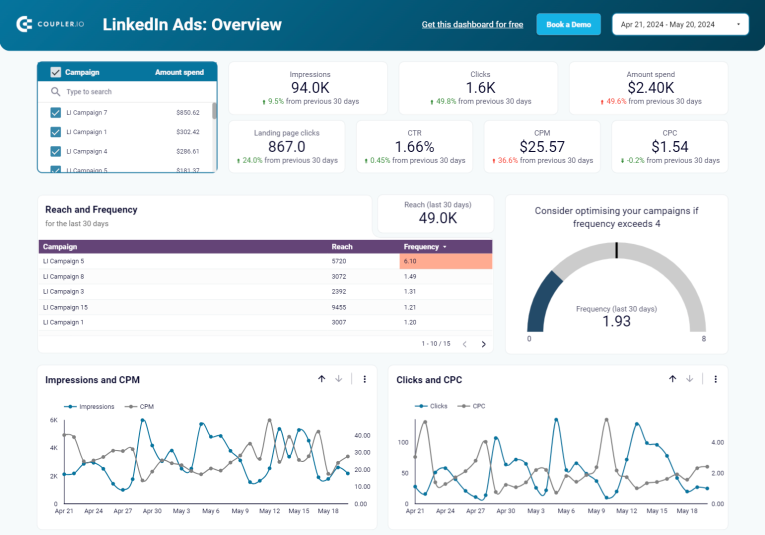 COUPLER.IO
LinkedIn Ads: Overview
Get this dashboard for free
Book a Demo
Apr 21, 2024 - May 20, 2024
Campaign Amount spend
Type to search
LI Campaign 7 $850.62
LI Campaign 1 $302.42
LI Campaign 4 $286.61
LI Campaign 5 $181.37
Impressions
94.0K
9.5% from previous 30 days
Clicks
1.6K
49.8% from previous 30 days
Amount spend
$2.40K
49.6% from previous 30 days
Landing page clicks
867.0
24.0% from previous 30 days
CTR
1.66%
0.45% from previous 30 days
CPM
$25.57
36.6% from previous 30 days
CPC
$1.54
-0.2% from previous 30 days
Reach and Frequency
for the last 30 days
Reach (last 30 days)
49.0K
Campaign Reach Frequency
LI Campaign 5 5720 6.10
LI Campaign 8 3072 1.49
LI Campaign 3 2392 1.31
LI Campaign 15 9455 1.21
LI Campaign 1 3007 1.20
1 - 10 / 15
Consider optimising your campaigns if
frequency exceeds 4
Frequency (last 30 days)
1.93
0 8
Impressions and CPM
Impressions CPM
6K
4K 40.00
30.00
2K 20.00
10.00
0 0.00
Apr 21 Apr 24 Apr 27 Apr 30 May 3 May 6 May 9 May 12 May 15 May 18
Clicks and CPC
Clicks CPC
100 4.00
50 2.00
0 0.00
Apr 21 Apr 24 Apr 27 Apr 30 May 3 May 6 May 9 May 12 May 15 May 18